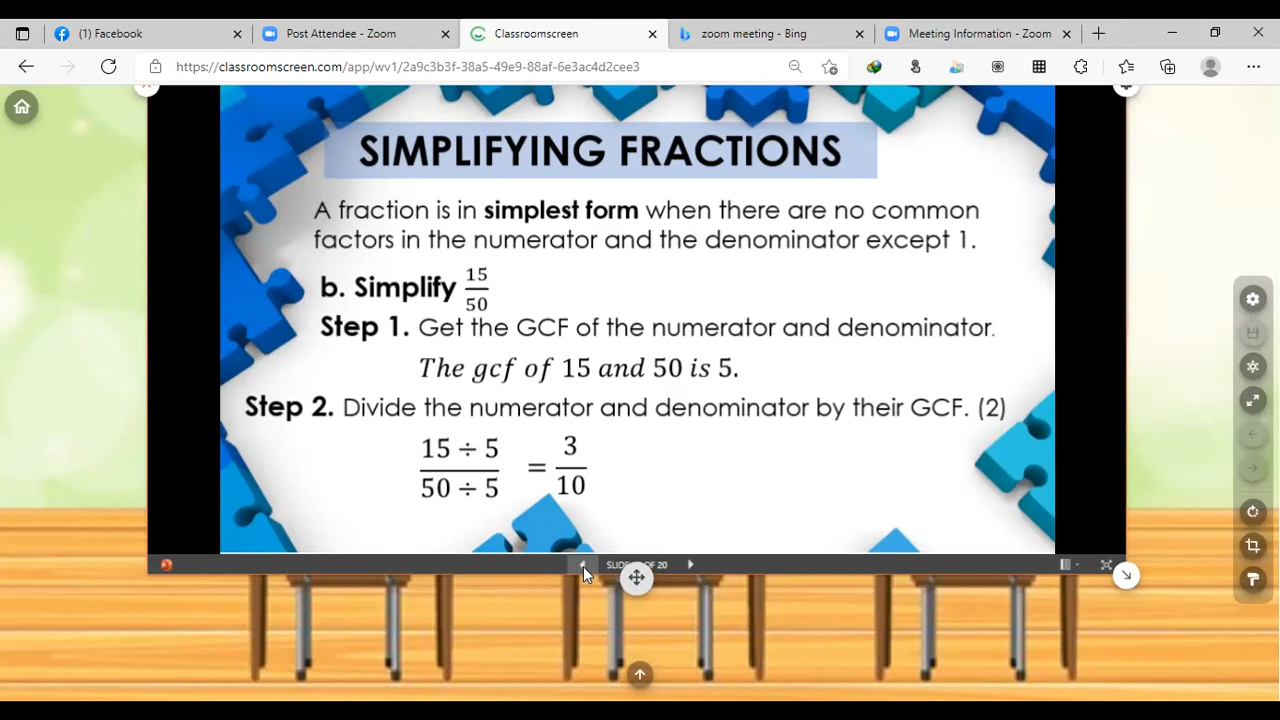 (1) Facebook
Post Attendee - Zoom
Classroomscreen
zoom meeting - Bing
Meeting Information - Zoom
https://classroomscreen.com/app/wv1/2a9c3b3f-38a5-49e9-88af-6e3ac4d2cee3
SIMPLIFYING FRACTIONS
A fraction is in simplest form when there are no common
factors in the numerator and the denominator except 1.
b. Simplify 15/50
Step 1. Get the GCF of the numerator and denominator.
The gcf of 15 and 50 is 5.
Step 2. Divide the numerator and denominator by their GCF. (2)
15 ÷ 5 / 50 ÷ 5 = 3/10
SLIDE OF 20